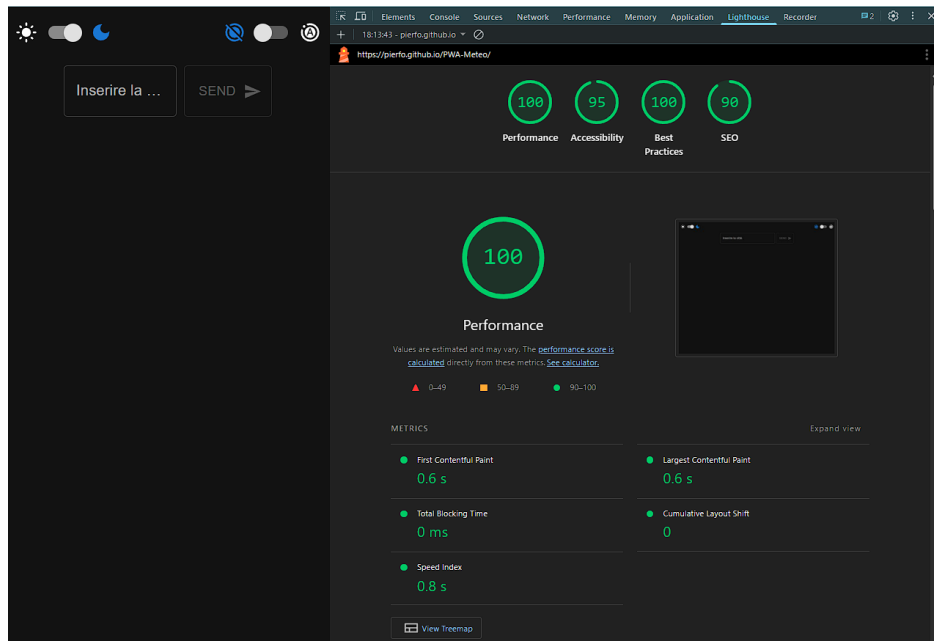 Elements Console Sources Network Performance Memory Application Lighthouse Recorder 2
18:13:43 - pierfo.github.io
https://pierfo.github.io/PWA-Meteo/
A
Inserire la ... SEND
100 95 100 90
Performance Accessibility Best Practices SEO
100
Performance
Values are estimated and may vary. The performance score is
calculated directly from these metrics. See calculator.
0–49 50–89 90–100
METRICS Expand view
First Contentful Paint
0.6 s
Largest Contentful Paint
0.6 s
Total Blocking Time
0 ms
Cumulative Layout Shift
0
Speed Index
0.8 s
View Treemap